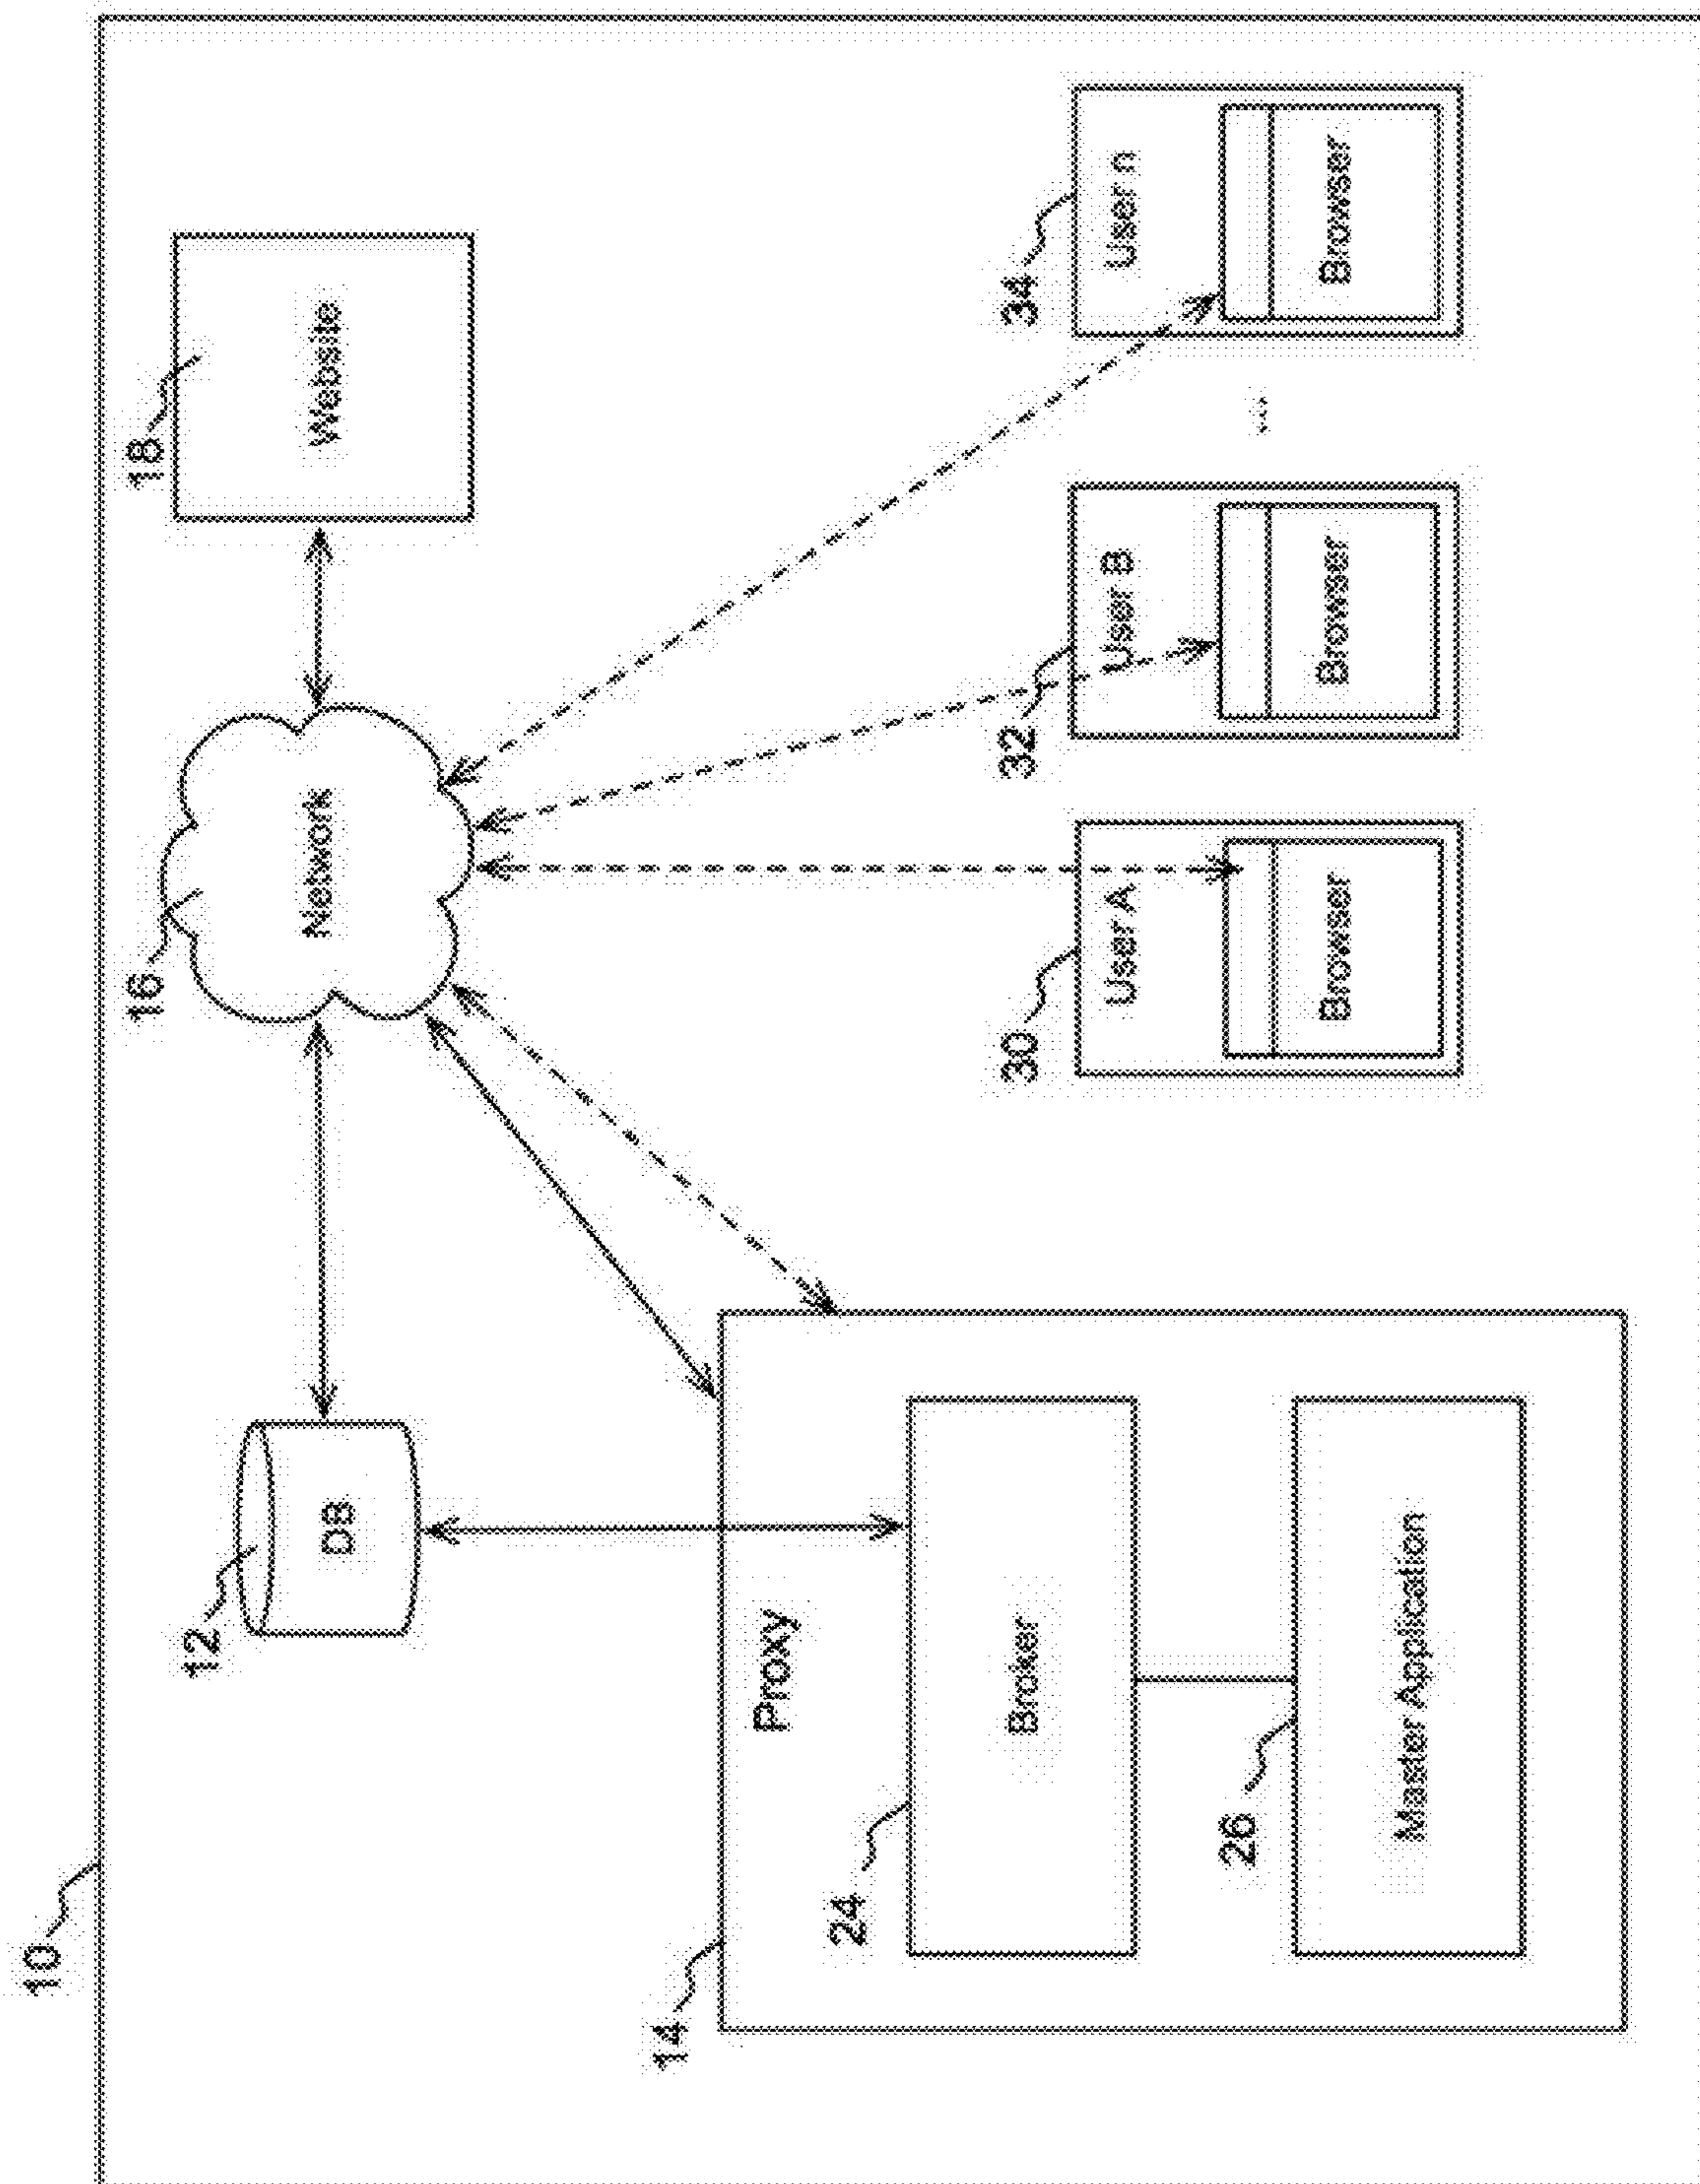 10
12
DB
16
Network
18
Website
14
Proxy
24
Broker
26
Master Application
30
User A
Browser
32
User B
Browser
...
34
User n
Browser